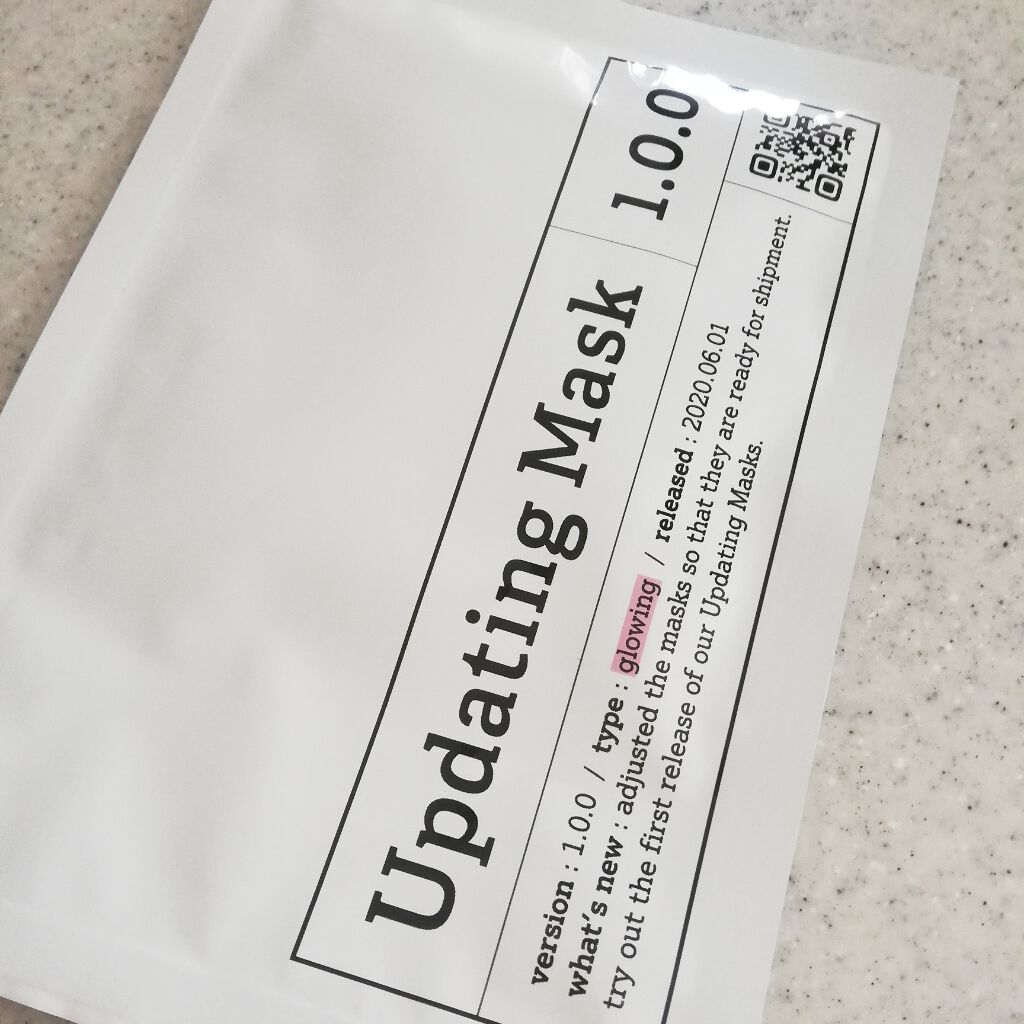 Updating Mask
1.0.0
version : 1.0.0 / type : glowing / released : 2020.06.01
what's new : adjusted the masks so that they are ready for shipment.
try out the first release of our Updating Masks.